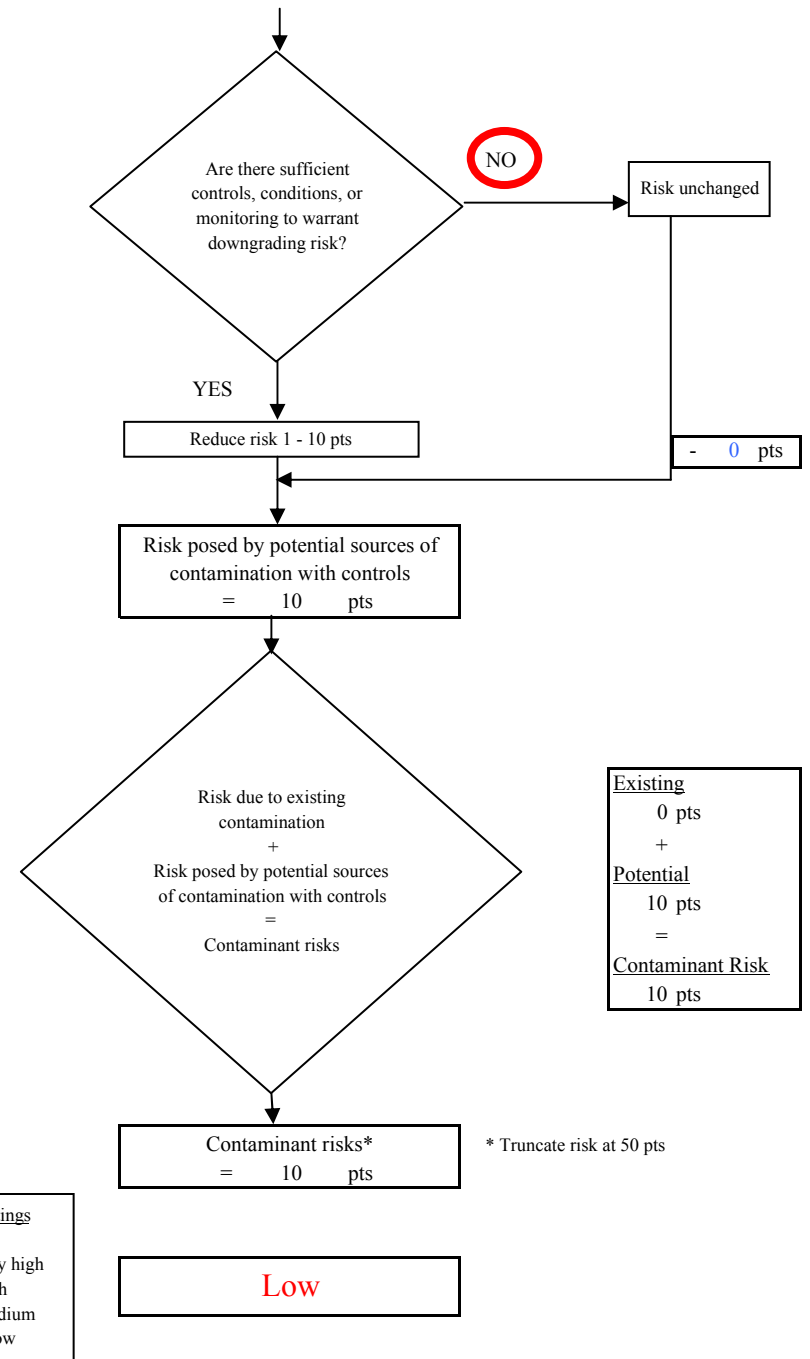 Are there sufficient
controls, conditions, or
monitoring to warrant
downgrading risk?
NO
Risk unchanged
YES
Reduce risk 1 - 10 pts
- 0 pts
Risk posed by potential sources of
contamination with controls
= 10 pts
Risk due to existing
contamination
+
Risk posed by potential sources
of contamination with controls
=
Contaminant risks
Existing
0 pts
+
Potential
10 pts
=
Contaminant Risk
10 pts
Contaminant risks*
= 10 pts
* Truncate risk at 50 pts
high
Low